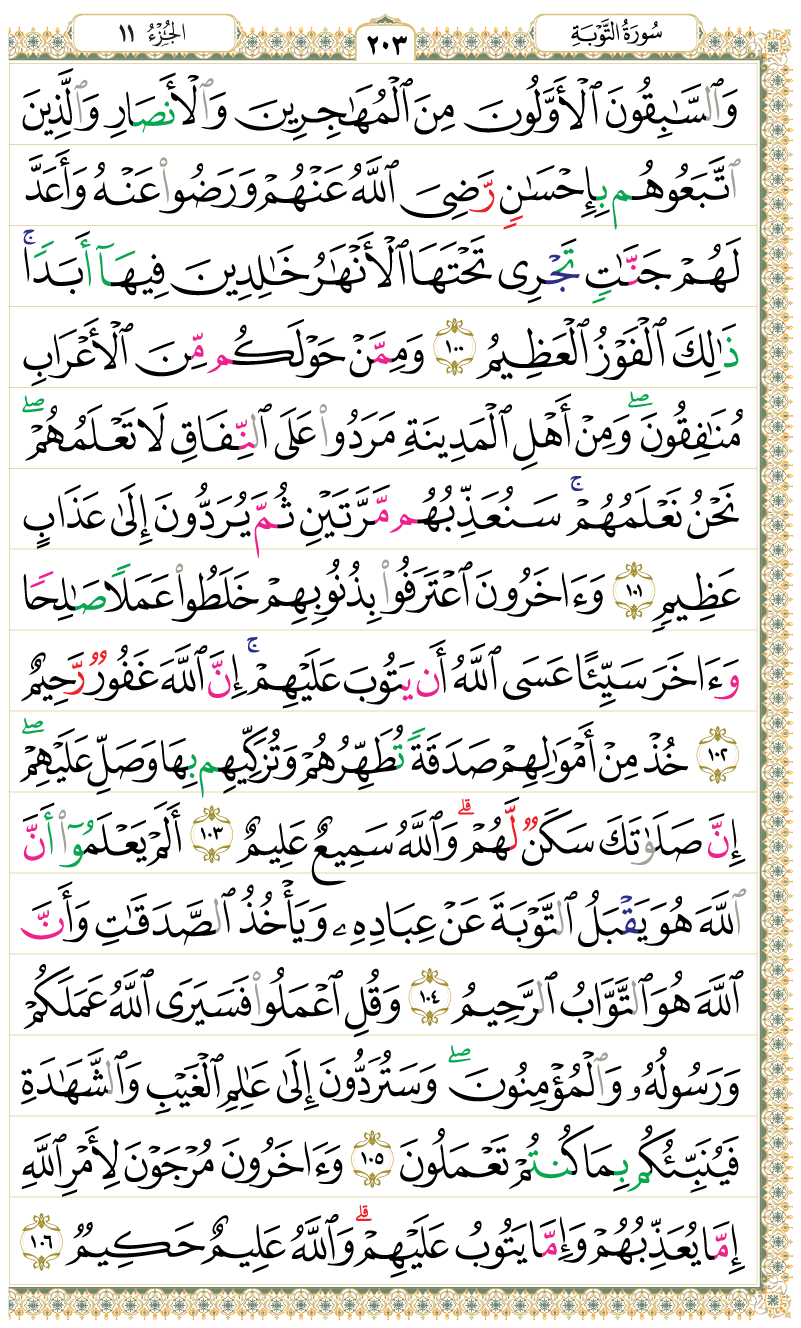 سُورَةُ التَّوْبَةِ
٢٠٣
الجُزْءُ ١١
وَٱلسَّـٰبِقُونَ ٱلْأَوَّلُونَ مِنَ ٱلْمُهَـٰجِرِينَ وَٱلْأَنصَارِ وَٱلَّذِينَ
ٱتَّبَعُوهُم بِإِحْسَـٰنٍ رَّضِىَ ٱللَّهُ عَنْهُمْ وَرَضُوا۟ عَنْهُ وَأَعَدَّ
لَهُمْ جَنَّـٰتٍ تَجْرِى تَحْتَهَا ٱلْأَنْهَـٰرُ خَـٰلِدِينَ فِيهَآ أَبَدًا ۚ
ذَٰلِكَ ٱلْفَوْزُ ٱلْعَظِيمُ ١٠٠ وَمِمَّنْ حَوْلَكُم مِّنَ ٱلْأَعْرَابِ
مُنَـٰفِقُونَ ۖ وَمِنْ أَهْلِ ٱلْمَدِينَةِ مَرَدُوا۟ عَلَى ٱلنِّفَاقِ لَا تَعْلَمُهُمْ ۖ
نَحْنُ نَعْلَمُهُمْ ۚ سَنُعَذِّبُهُم مَّرَّتَيْنِ ثُمَّ يُرَدُّونَ إِلَىٰ عَذَابٍ
عَظِيمٍ ١٠١ وَءَاخَرُونَ ٱعْتَرَفُوا۟ بِذُنُوبِهِمْ خَلَطُوا۟ عَمَلًا صَـٰلِحًا
وَءَاخَرَ سَيِّئًا عَسَى ٱللَّهُ أَن يَتُوبَ عَلَيْهِمْ ۚ إِنَّ ٱللَّهَ غَفُورٌ رَّحِيمٌ
١٠٢ خُذْ مِنْ أَمْوَٰلِهِمْ صَدَقَةً تُطَهِّرُهُمْ وَتُزَكِّيهِم بِهَا وَصَلِّ عَلَيْهِمْ ۖ
إِنَّ صَلَوٰتَكَ سَكَنٌ لَّهُمْ ۗ وَٱللَّهُ سَمِيعٌ عَلِيمٌ ١٠٣ أَلَمْ يَعْلَمُوٓا۟ أَنَّ
ٱللَّهَ هُوَ يَقْبَلُ ٱلتَّوْبَةَ عَنْ عِبَادِهِۦ وَيَأْخُذُ ٱلصَّدَقَـٰتِ وَأَنَّ
ٱللَّهَ هُوَ ٱلتَّوَّابُ ٱلرَّحِيمُ ١٠٤ وَقُلِ ٱعْمَلُوا۟ فَسَيَرَى ٱللَّهُ عَمَلَكُمْ
وَرَسُولُهُۥ وَٱلْمُؤْمِنُونَ ۖ وَسَتُرَدُّونَ إِلَىٰ عَـٰلِمِ ٱلْغَيْبِ وَٱلشَّهَـٰدَةِ
فَيُنَبِّئُكُم بِمَا كُنتُمْ تَعْمَلُونَ ١٠٥ وَءَاخَرُونَ مُرْجَوْنَ لِأَمْرِ ٱللَّهِ
إِمَّا يُعَذِّبُهُمْ وَإِمَّا يَتُوبُ عَلَيْهِمْ ۗ وَٱللَّهُ عَلِيمٌ حَكِيمٌ ١٠٦